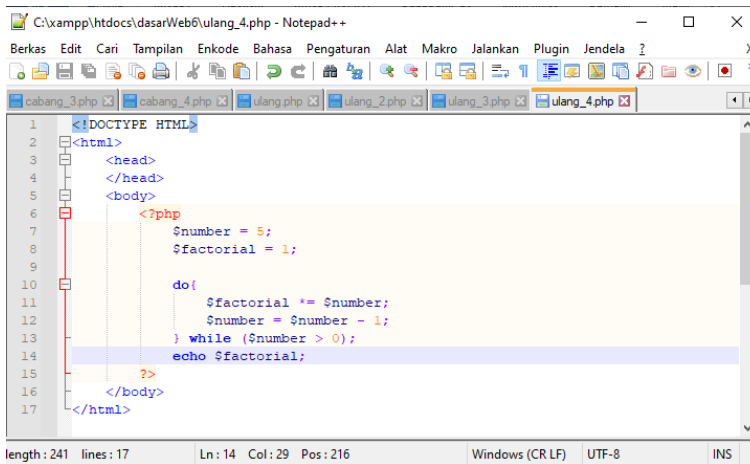 C:\xampp\htdocs\dasarWeb6\ulang_4.php - Notepad++
Berkas Edit Cari Tampilan Enkode Bahasa Pengaturan Alat Makro Jalankan Plugin Jendela ?
cabang_3.php cabang_4.php ulang.php ulang_2.php ulang_3.php ulang_4.php
1 <!DOCTYPE HTML>
2 <html>
3 <head>
4 </head>
5 <body>
6 <?php
7 $number = 5;
8 $factorial = 1;
9
10 do{
11 $factorial *= $number;
12 $number = $number - 1;
13 } while ($number > 0);
14 echo $factorial;
15 ?>
16 </body>
17 </html>
length : 241 lines : 17 Ln : 14 Col : 29 Pos : 216 Windows (CR LF) UTF-8 INS